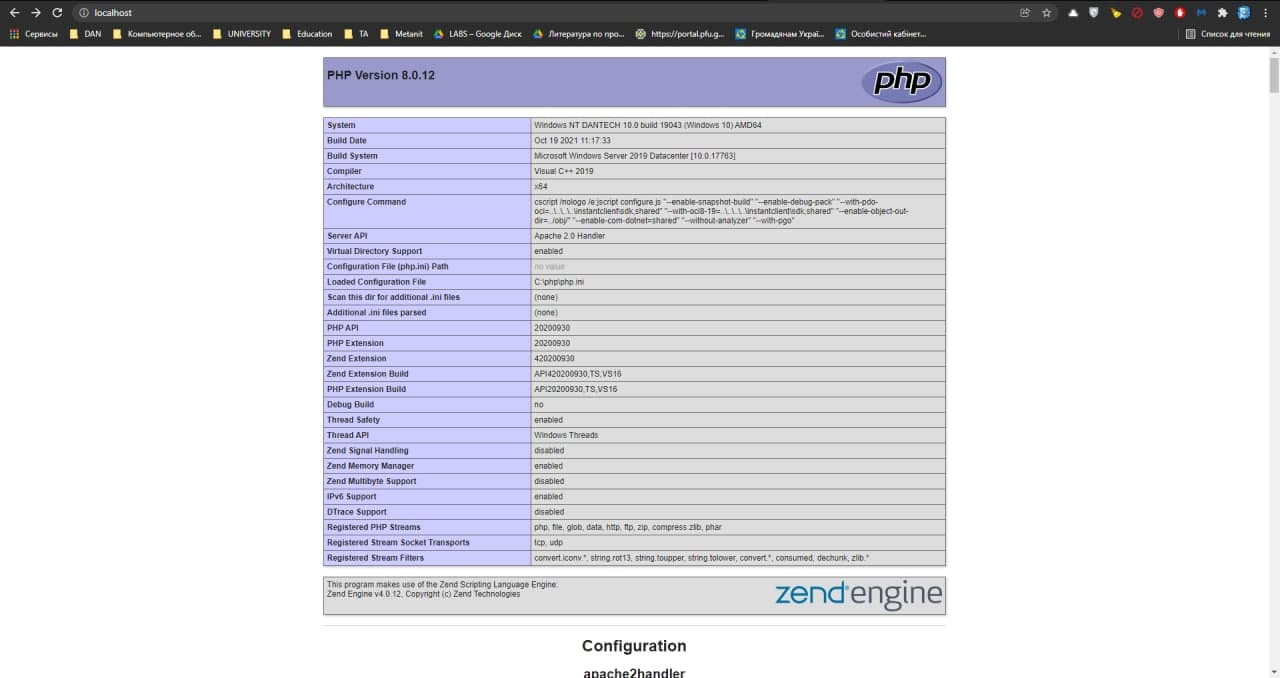 localhost
Сервисы DAN Компьютерное об... UNIVERSITY Education TA Metanit LABS – Google Диск Литература по про... https://portal.pfu.g... Громадянам Украї... Особистий кабінет... Список для чтения
PHP Version 8.0.12 php
System Windows NT DANTECH 10.0 build 19043 (Windows 10) AMD64
Build Date Oct 19 2021 11:17:33
Build System Microsoft Windows Server 2019 Datacenter [10.0.17763]
Compiler Visual C++ 2019
Architecture x64
Configure Command cscript /nologo /e:jscript configure.js "--enable-snapshot-build" "--enable-debug-pack" "--with-pdo-
oci=..\..\..\..\instantclient\sdk,shared" "--with-oci8-19=..\..\..\..\instantclient\sdk,shared" "--enable-object-out-
dir=../obj/" "--enable-com-dotnet=shared" "--without-analyzer" "--with-pgo"
Server API Apache 2.0 Handler
Virtual Directory Support enabled
Configuration File (php.ini) Path no value
Loaded Configuration File C:\php\php.ini
Scan this dir for additional .ini files (none)
Additional .ini files parsed (none)
PHP API 20200930
PHP Extension 20200930
Zend Extension 420200930
Zend Extension Build API420200930,TS,VS16
PHP Extension Build API20200930,TS,VS16
Debug Build no
Thread Safety enabled
Thread API Windows Threads
Zend Signal Handling disabled
Zend Memory Manager enabled
Zend Multibyte Support disabled
IPv6 Support enabled
DTrace Support disabled
Registered PHP Streams php, file, glob, data, http, ftp, zip, compress.zlib, phar
Registered Stream Socket Transports tcp, udp
Registered Stream Filters convert.iconv.*, string.rot13, string.toupper, string.tolower, convert.*, consumed, dechunk, zlib.*
This program makes use of the Zend Scripting Language Engine:
Zend Engine v4.0.12, Copyright (c) Zend Technologies
zend engine
Configuration
apache2handler